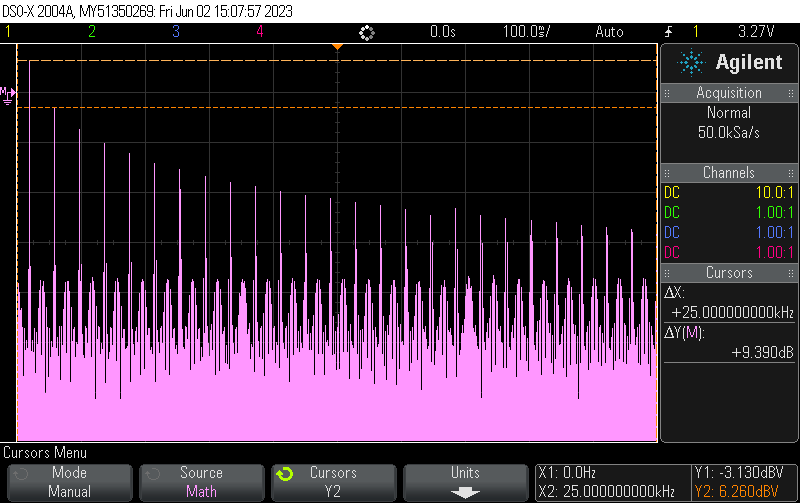 DSO-X 2004A, MY51350269: Fri Jun 02 15:07:57 2023
1 2 3 4 0.0s 100.0ms/ Auto 1 3.27V
M
Agilent
Acquisition
Normal
50.0kSa/s
Channels
DC 10.0:1
DC 1.00:1
DC 1.00:1
DC 1.00:1
Cursors
ΔX:
+25.000000000kHz
ΔY(M):
+9.390dB
Cursors Menu
Mode
Manual
Source
Math
Cursors
Y2
Units
X1: 0.0Hz
X2: 25.000000000kHz
Y1: -3.130dBV
Y2: 6.260dBV